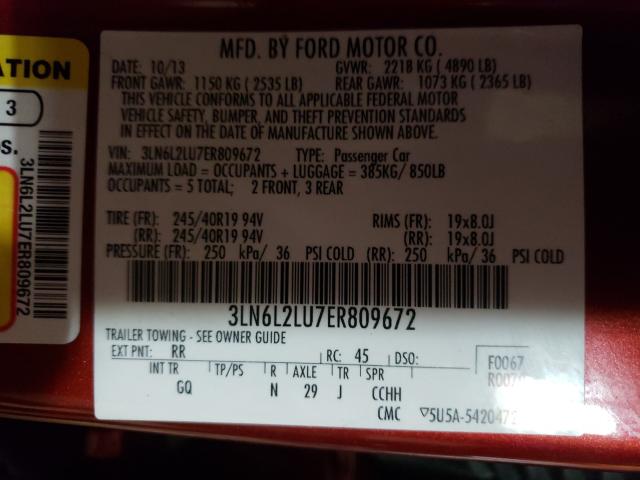 ATION
3
OS.
3LN6L2LU7ER809672
MFD. BY FORD MOTOR CO.
DATE: 10/13 GVWR: 2218 KG ( 4890 LB)
FRONT GAWR: 1150 KG ( 2535 LB) REAR GAWR: 1073 KG ( 2365 LB)
THIS VEHICLE CONFORMS TO ALL APPLICABLE FEDERAL MOTOR
VEHICLE SAFETY, BUMPER, AND THEFT PREVENTION STANDARDS
IN EFFECT ON THE DATE OF MANUFACTURE SHOWN ABOVE.
VIN: 3LN6L2LU7ER809672 TYPE: Passenger Car
MAXIMUM LOAD = OCCUPANTS + LUGGAGE = 385KG/ 850LB
OCCUPANTS = 5 TOTAL; 2 FRONT, 3 REAR
TIRE (FR): 245/40R19 94V RIMS (FR): 19x8.0J
(RR): 245/40R19 94V (RR): 19x8.0J
PRESSURE (FR): 250 kPa/ 36 PSI COLD (RR): 250 kPa/ 36 PSI COLD
3LN6L2LU7ER809672
TRAILER TOWING - SEE OWNER GUIDE
EXT PNT: RR RC: 45 DSO: F0067
INT TR TP/PS R AXLE TR SPR R007
GQ N 29 J CCHH
CMC ▽5U5A-5420472